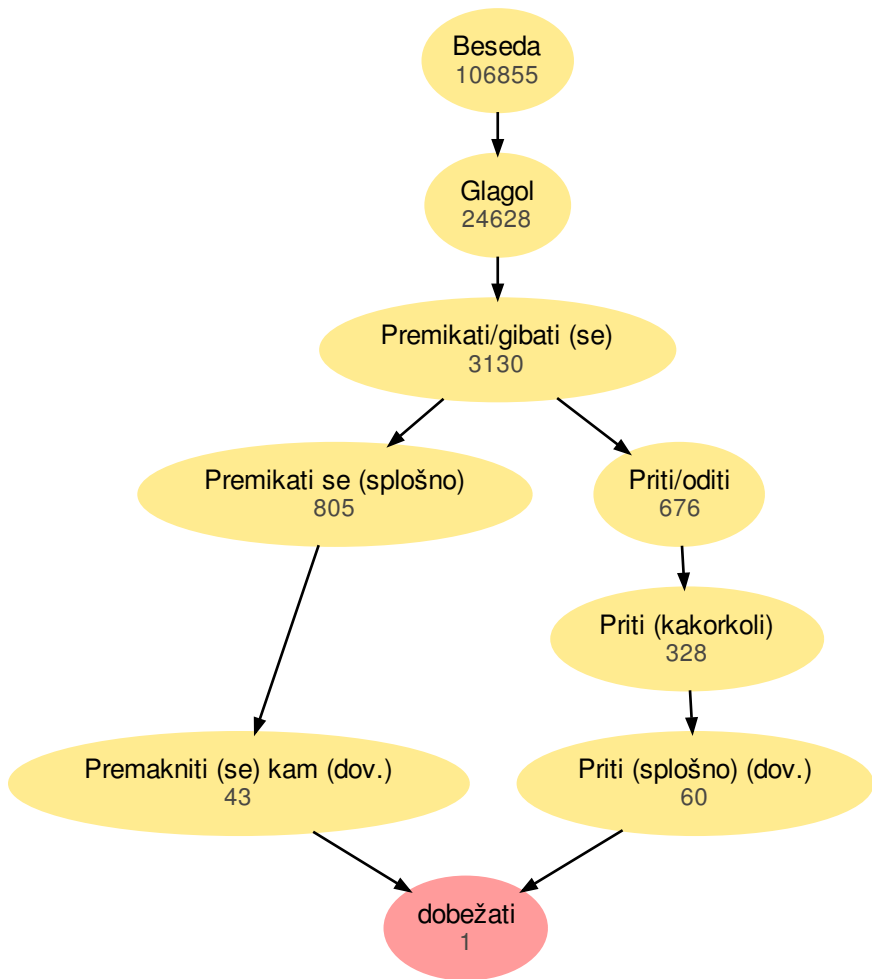 Beseda
106855
Glagol
24628
Premikati/gibati (se)
3130
Premikati se (splošno)
805
Priti/oditi
676
Priti (kakorkoli)
328
Premakniti (se) kam (dov.)
43
Priti (splošno) (dov.)
60
dobežati
1